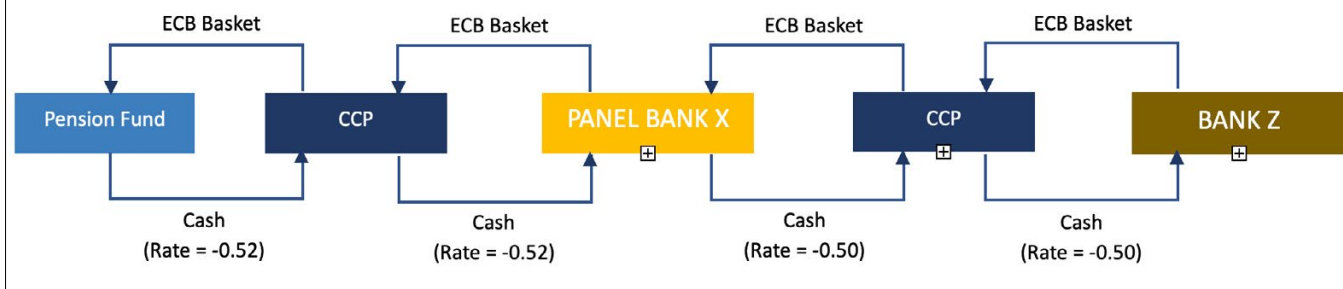 ECB Basket
ECB Basket
ECB Basket
ECB Basket
Pension Fund
CCP
PANEL BANK X
CCP
BANK Z
Cash
(Rate = -0.52)
Cash
(Rate = -0.52)
Cash
(Rate = -0.50)
Cash
(Rate = -0.50)